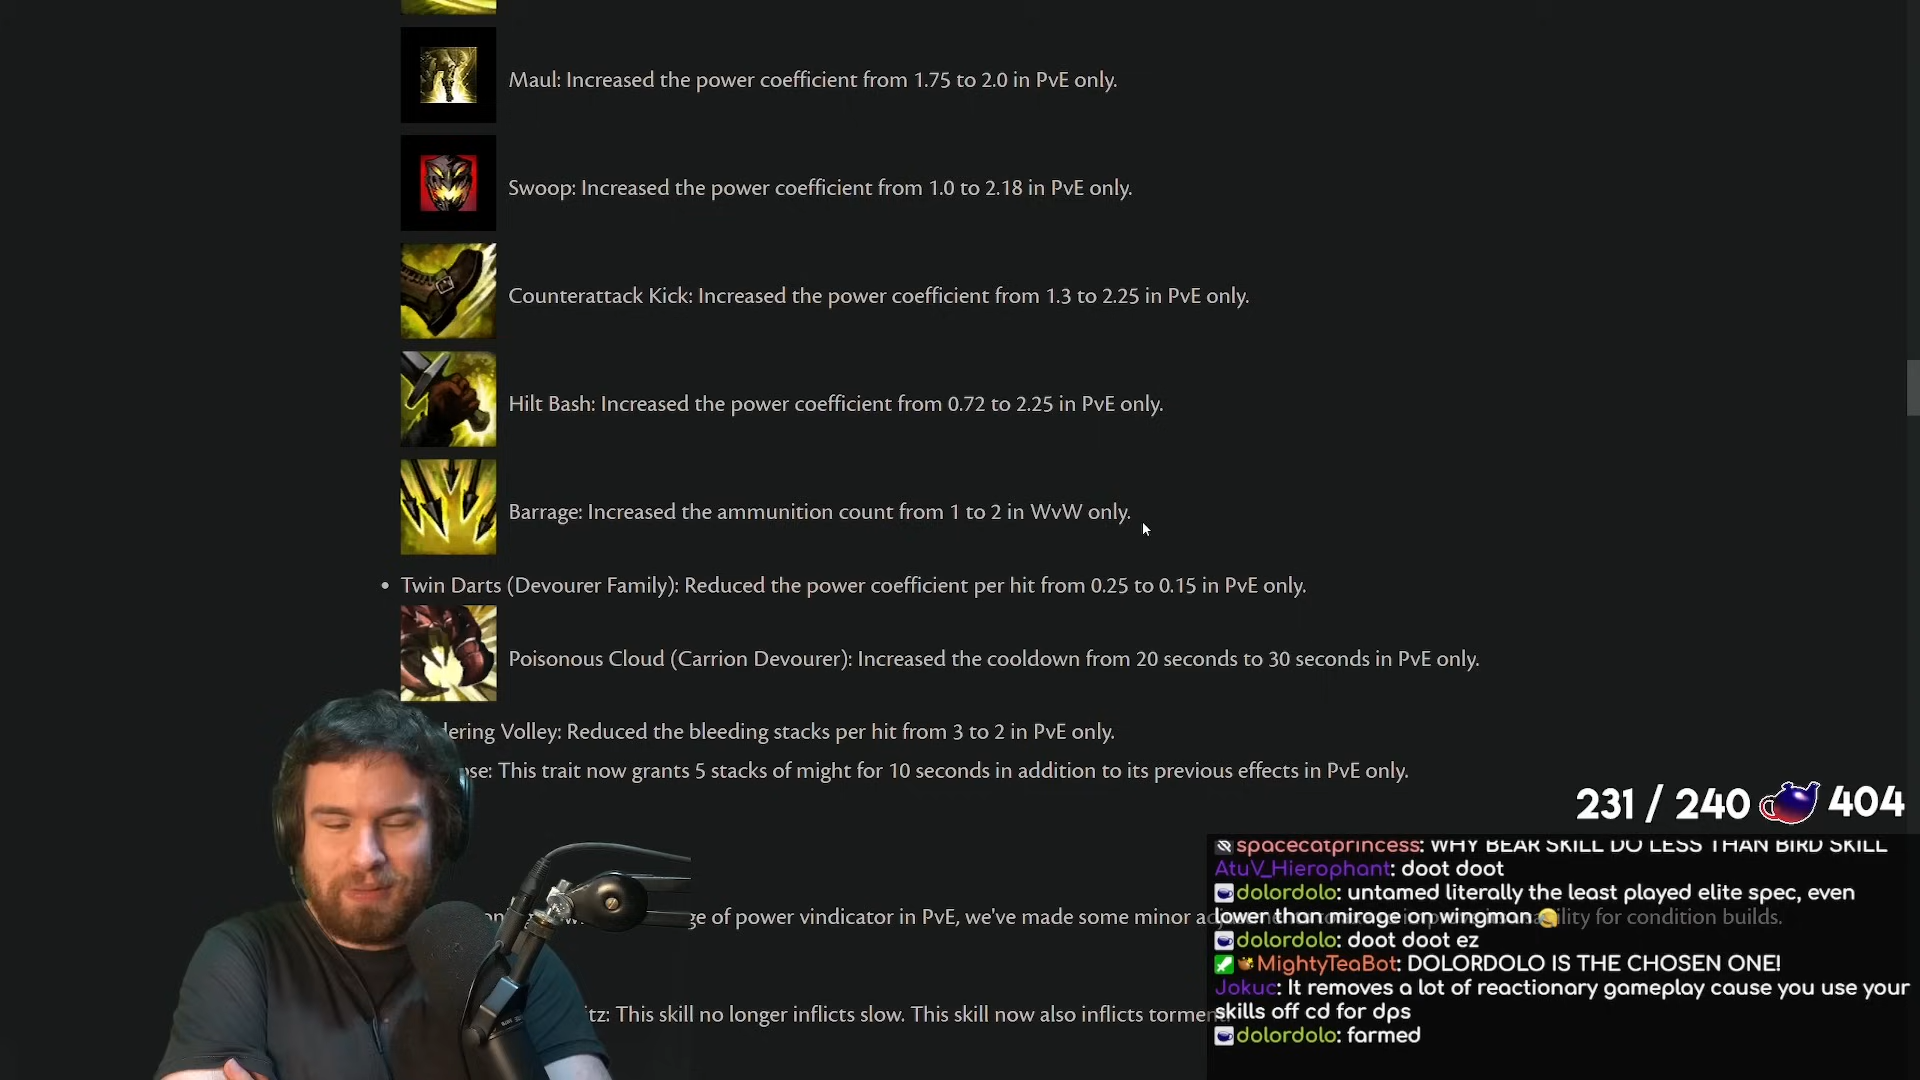 Maul: Increased the power coefficient from 1.75 to 2.0 in PvE only.
Swoop: Increased the power coefficient from 1.0 to 2.18 in PvE only.
Counterattack Kick: Increased the power coefficient from 1.3 to 2.25 in PvE only.
Hilt Bash: Increased the power coefficient from 0.72 to 2.25 in PvE only.
Barrage: Increased the ammunition count from 1 to 2 in WvW only.
• Twin Darts (Devourer Family): Reduced the power coefficient per hit from 0.25 to 0.15 in PvE only.
Poisonous Cloud (Carrion Devourer): Increased the cooldown from 20 seconds to 30 seconds in PvE only.
Volley: Reduced the bleeding stacks per hit from 3 to 2 in PvE only.
This trait now grants 5 stacks of might for 10 seconds in addition to its previous effects in PvE only.
of power vindicator in PvE, we've made some minor
for condition builds.
This skill no longer inflicts slow. This skill now also inflicts
231 / 240 404
spacecatprincess: WHY BEAR SKILL DO LESS THAN BIRD SKILL
AtuV_Hierophant: doot doot
dolordolo: untamed literally the least played elite spec, even
lower than mirage on wingman
dolordolo: doot doot ez
MightyTeaBot: DOLORDOLO IS THE CHOSEN ONE!
Jokuc: It removes a lot of reactionary gameplay cause you use your
skills off cd for dps
dolordolo: farmed